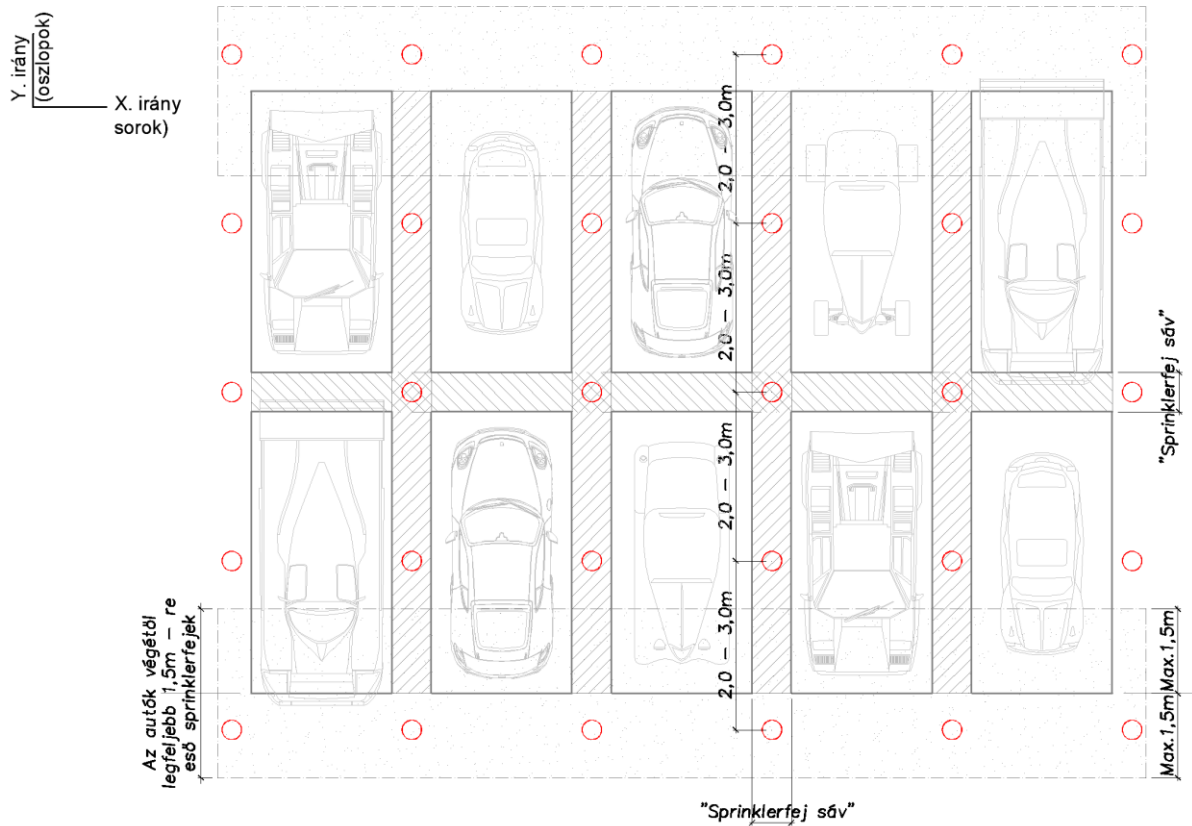 Y. irány
(oszlopok)
X. irány
sorok)
2,0 – 3,0m
2,0 – 3,0m
2,0 – 3,0m
2,0 – 3,0m
"Sprinklerfej sáv"
Az autók végétől
legfeljebb 1,5m – re
eső sprinklerfejek
Max.1,5m
Max.1,5m
"Sprinklerfej sáv"